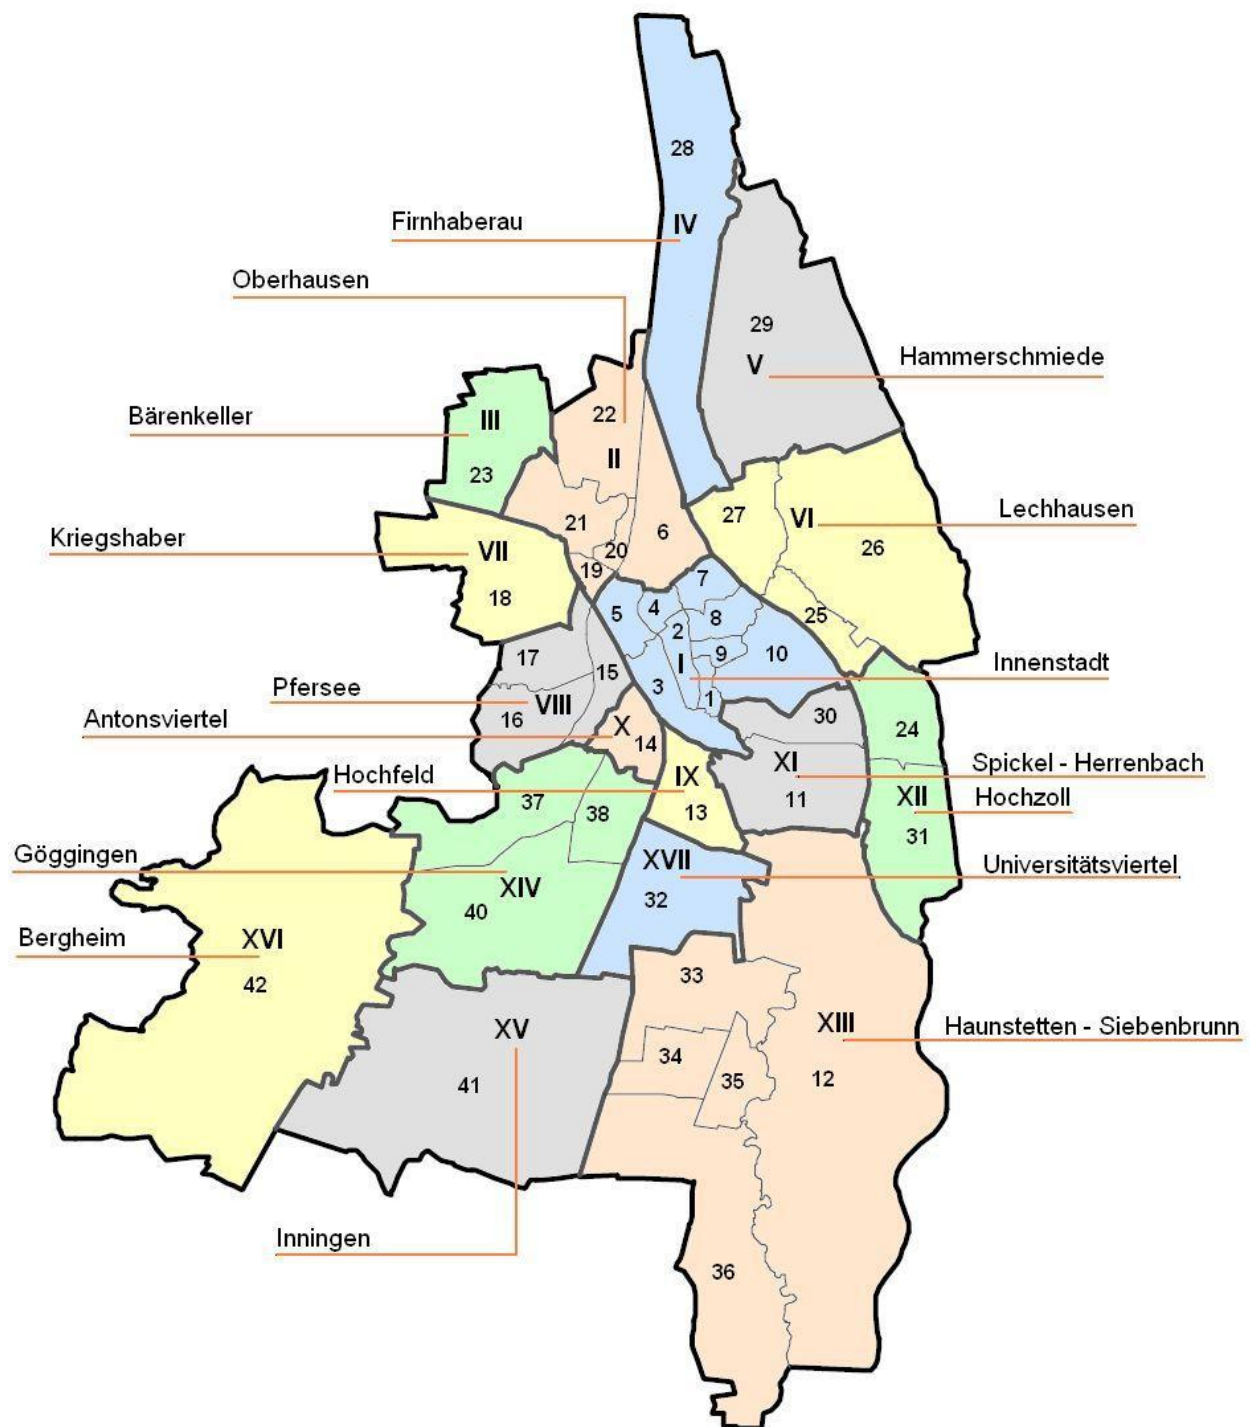 28
Firnhaberau
IV
Oberhausen
29
Hammerschmiede
V
Bärenkeller
III
22
II
23
Lechhausen
27
VI
26
21
6
Kriegshaber
VII
20
19
18
7
5
4
8
25
2
17
9
10
Innenstadt
I
15
3
Pfersee
VIII
1
16
30
24
Antonsviertel
X
14
Spickel - Herrenbach
XI
Hochfeld
IX
37
11
XII
Hochzoll
13
38
31
Göggingen
XVII
Universitätsviertel
XIV
32
40
Bergheim
XVI
42
33
XV
XIII
Haunstetten - Siebenbrunn
34
41
35
12
Inningen
36